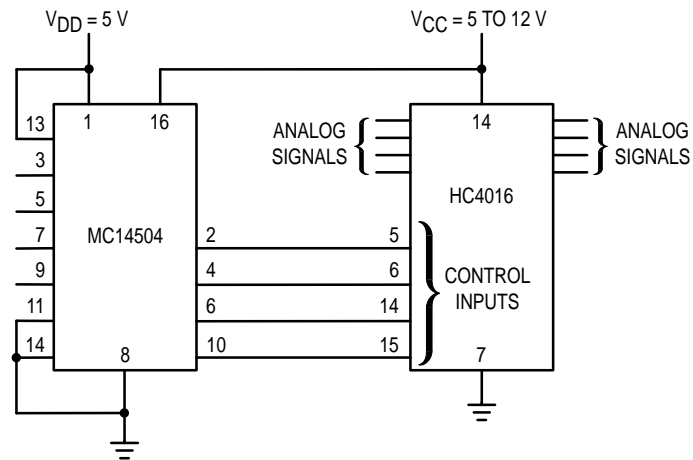 VDD = 5 V
VCC = 5 TO 12 V
13
1
16
14
ANALOG
SIGNALS
ANALOG
SIGNALS
3
5
HC4016
7
MC14504
2
5
9
4
6
CONTROL
INPUTS
11
6
14
14
8
10
15
7